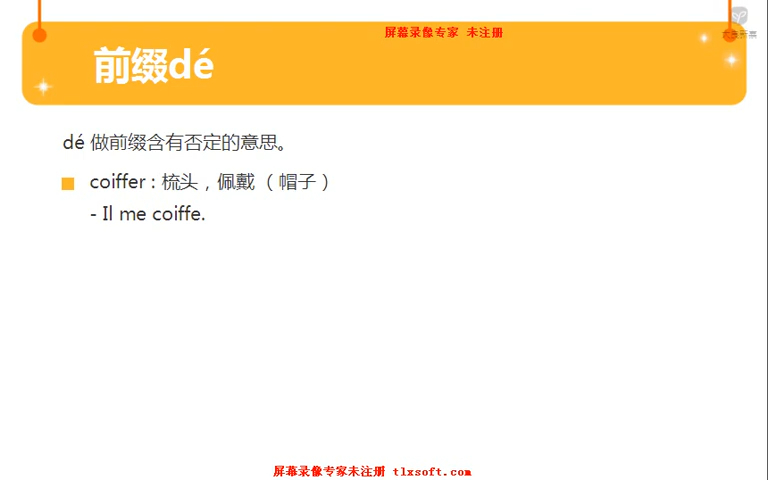 屏幕录像专家 未注册
前缀dé
dé 做前缀含有否定的意思。
coiffer : 梳头，佩戴 （ 帽子 ）
- Il me coiffe.
屏幕录像专家未注册 tlxsoft.com